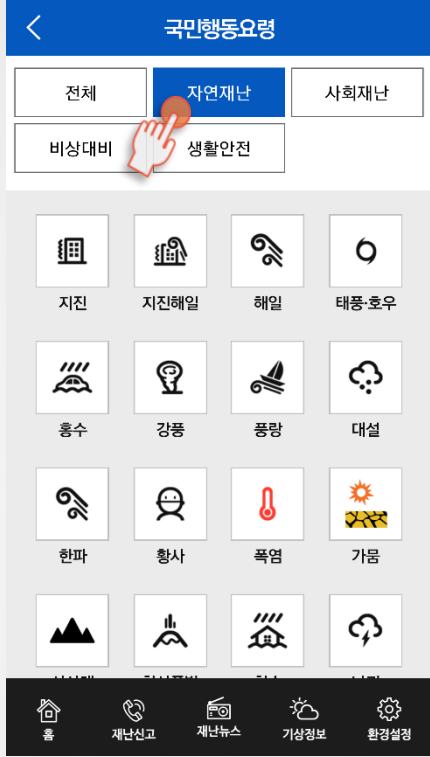 국민행동요령
전체 자연재난 사회재난
비상대비 생활안전
지진 지진해일 해일 태풍·호우
홍수 강풍 풍랑 대설
한파 황사 폭염 가뭄
홈 재난신고 재난뉴스 기상정보 환경설정